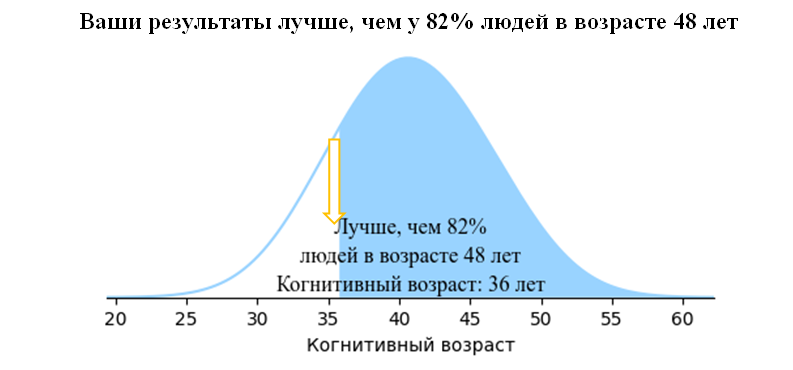 Ваши результаты лучше, чем у 82% людей в возрасте 48 лет
Лучше, чем 82%
людей в возрасте 48 лет
Когнитивный возраст: 36 лет
20 25 30 35 40 45 50 55 60
Когнитивный возраст